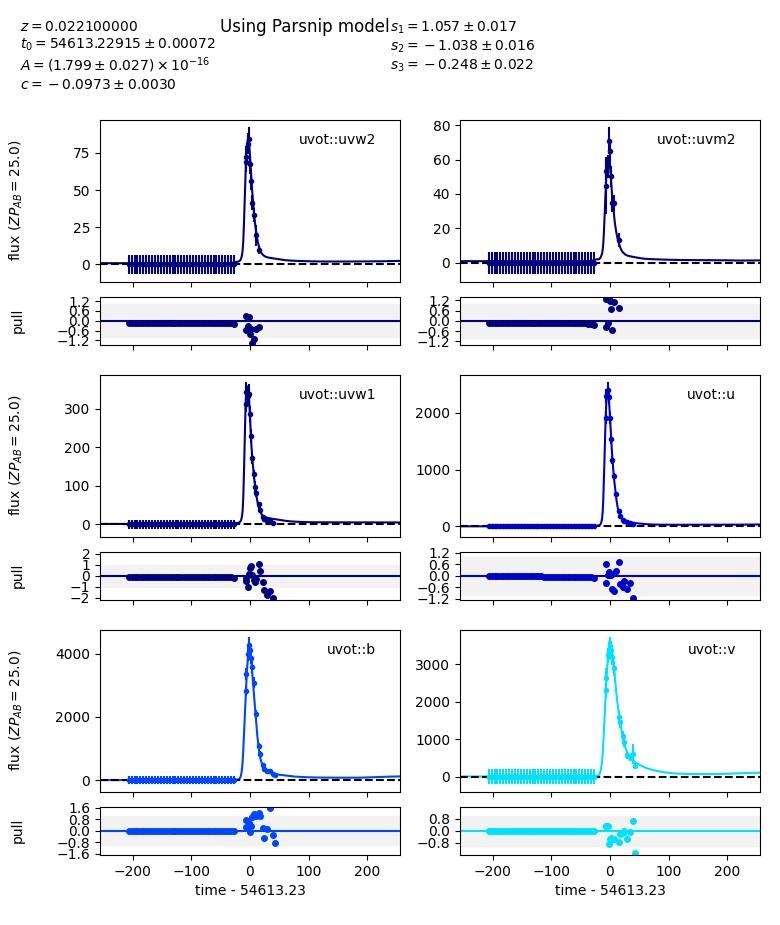 z = 0.022100000
Using Parsnip model
s1 = 1.057 ± 0.017
t0 = 54613.22915 ± 0.00072
s2 = −1.038 ± 0.016
A = (1.799 ± 0.027) × 10^−16
s3 = −0.248 ± 0.022
c = −0.0973 ± 0.0030
flux (ZP_AB = 25.0)
uvot::uvw2
75
50
25
0
uvot::uvm2
80
60
40
20
0
pull
1.2
0.6
0.0
−0.6
−1.2
1.2
0.6
0.0
−0.6
−1.2
flux (ZP_AB = 25.0)
uvot::uvw1
300
200
100
0
uvot::u
2000
1000
0
pull
2
1
0
−1
−2
1.2
0.6
0.0
−0.6
−1.2
flux (ZP_AB = 25.0)
uvot::b
4000
2000
0
uvot::v
3000
2000
1000
0
pull
1.6
0.8
0.0
−0.8
−1.6
0.8
0.0
−0.8
−200 −100 0 100 200
−200 −100 0 100 200
time - 54613.23
time - 54613.23